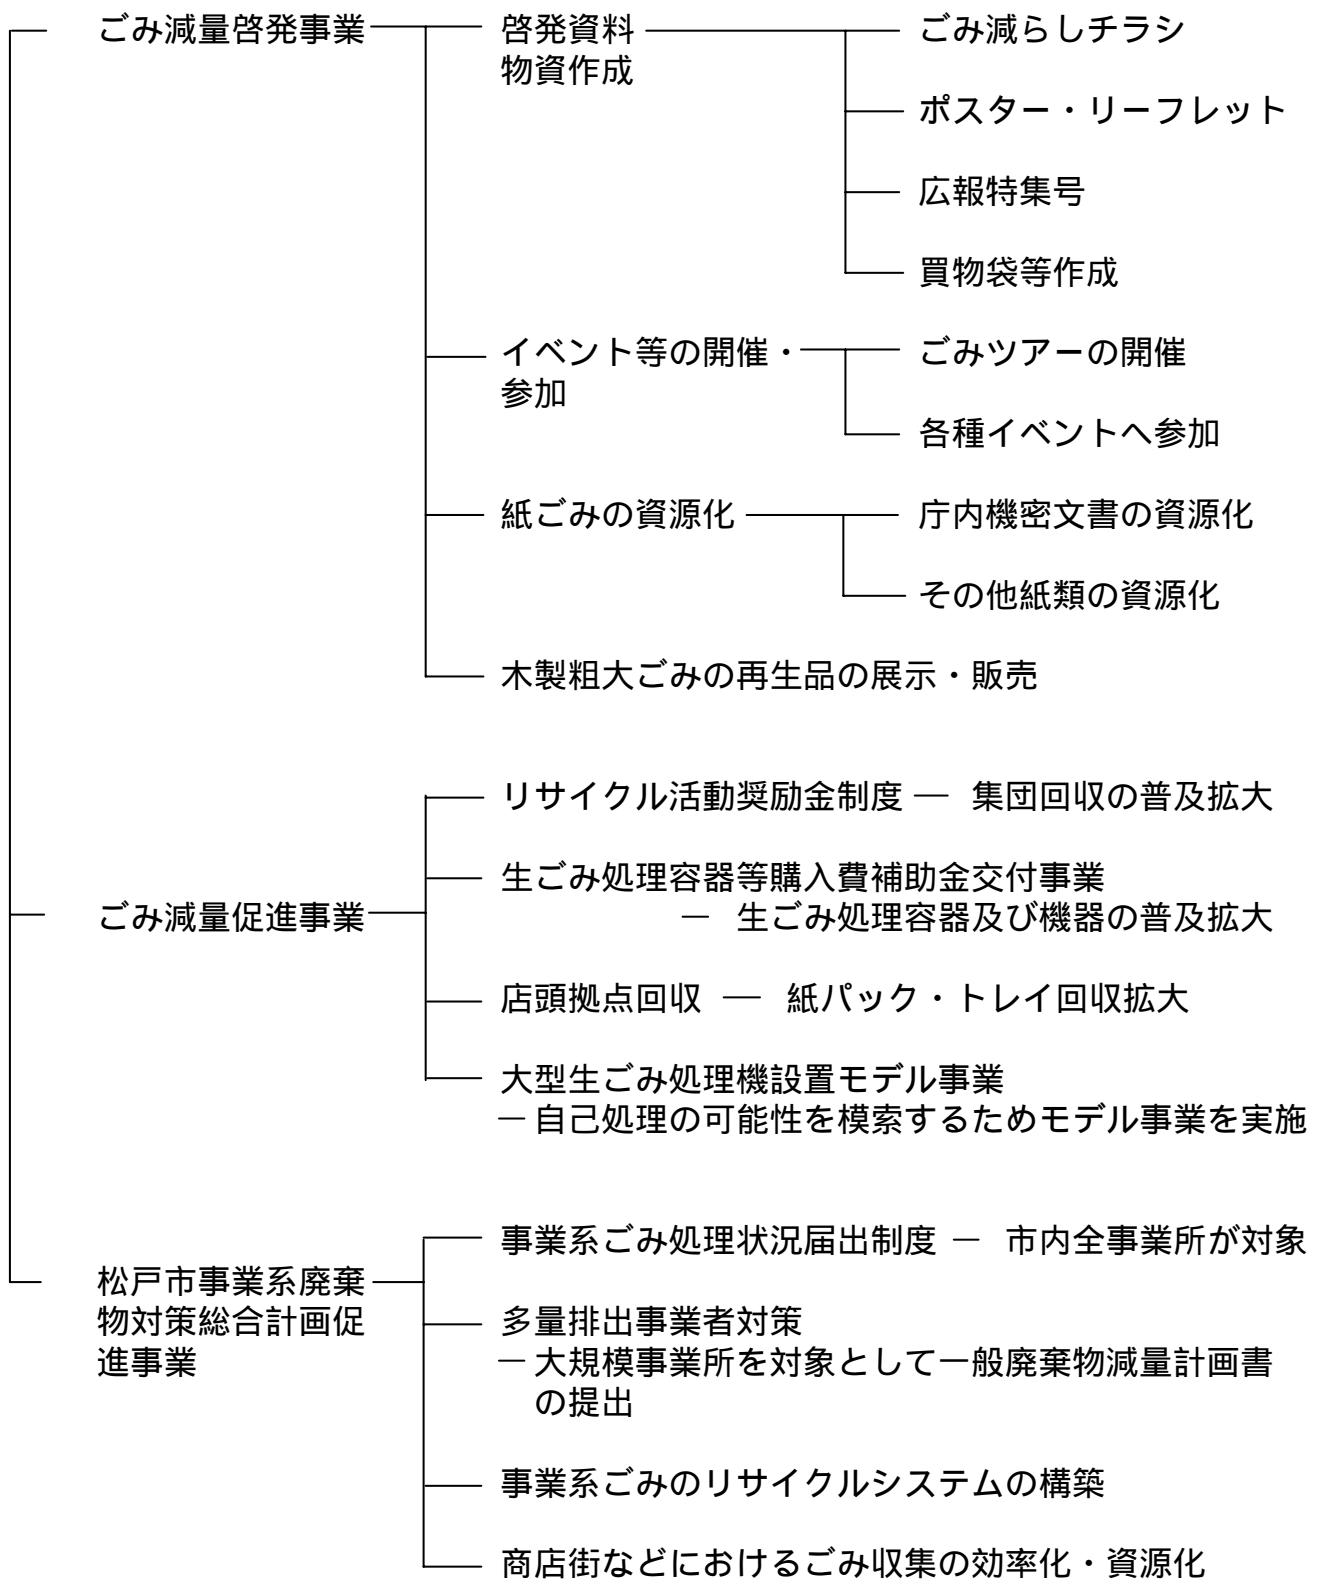 ごみ減量啓発事業
啓発資料
物資作成
ごみ減らしチラシ
ポスター・リーフレット
広報特集号
買物袋等作成
イベント等の開催・
参加
ごみツアーの開催
各種イベントへ参加
紙ごみの資源化
庁内機密文書の資源化
その他紙類の資源化
木製粗大ごみの再生品の展示・販売
ごみ減量促進事業
リサイクル活動奨励金制度 ― 集団回収の普及拡大
生ごみ処理容器等購入費補助金交付事業
― 生ごみ処理容器及び機器の普及拡大
店頭拠点回収 ― 紙パック・トレイ回収拡大
大型生ごみ処理機設置モデル事業
―自己処理の可能性を模索するためモデル事業を実施
松戸市事業系廃棄
物対策総合計画促
進事業
事業系ごみ処理状況届出制度 ― 市内全事業所が対象
多量排出事業者対策
―大規模事業所を対象として一般廃棄物減量計画書
の提出
事業系ごみのリサイクルシステムの構築
商店街などにおけるごみ収集の効率化・資源化